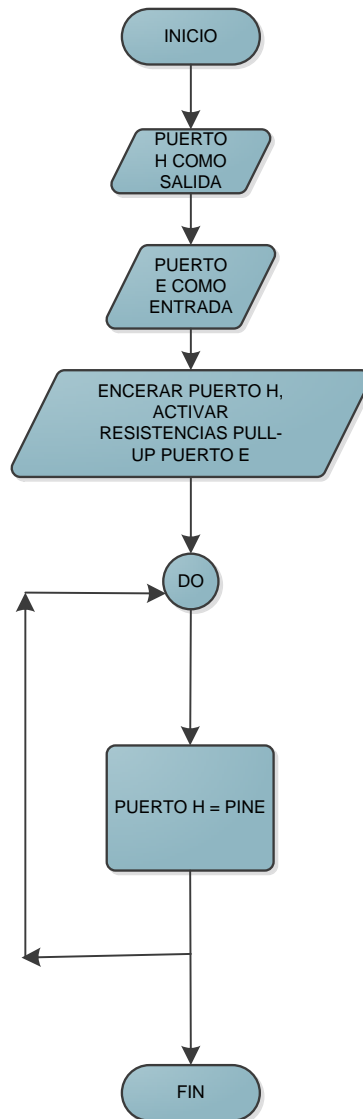 INICIO
PUERTO
H COMO
SALIDA
PUERTO
E COMO
ENTRADA
ENCERAR PUERTO H,
ACTIVAR
RESISTENCIAS PULL-
UP PUERTO E
DO
PUERTO H = PINE
FIN